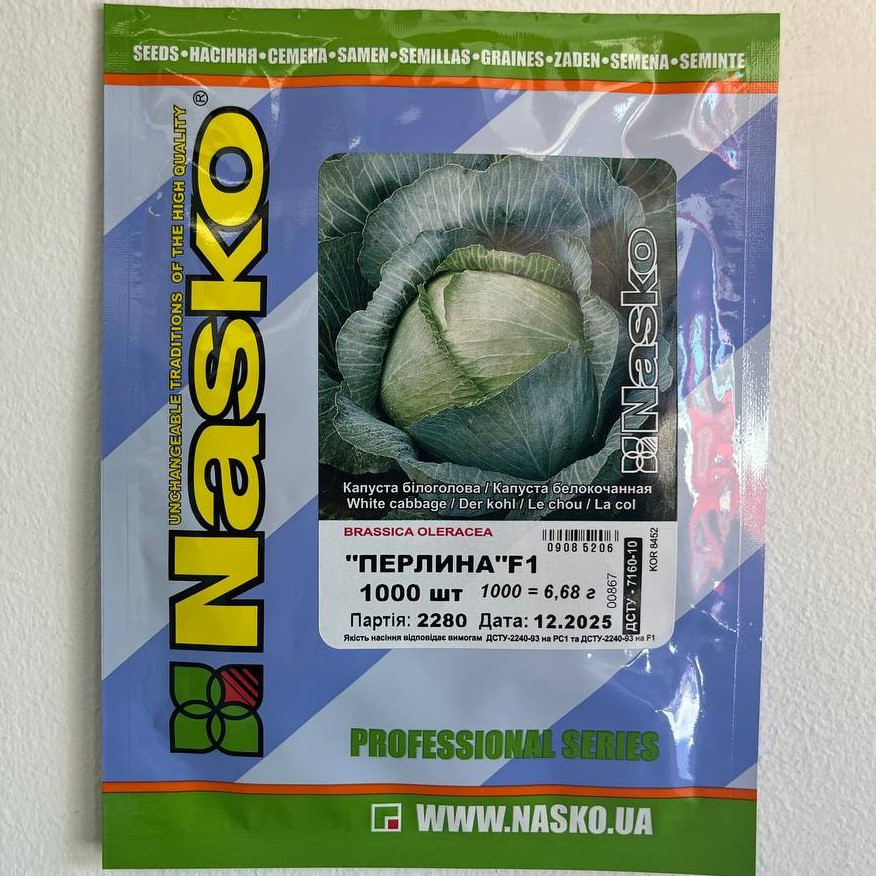 SEEDS•НАСІННЯ•СЕМЕНА•SAMEN•SEMILLAS•GRAINES•ZADEN•SEMENA•SEMINTE
Nasko®
UNCHANGEABLE TRADITIONS OF THE HIGH QUALITY
Nasko
Капуста білоголова / Капуста белокочанная
White cabbage / Der kohl / Le chou / La col
BRASSICA OLERACEA
0908 5206
"ПЕРЛИНА"F1
1000 шт 1000 = 6,68 г
Партія: 2280 Дата: 12.2025
00867
ДСТУ - 7160-10
KOR 8452
Якість насіння відповідає вимогам ДСТУ-2240-93 на РС1 та ДСТУ-2240-93 на F1
PROFESSIONAL SERIES
WWW.NASKO.UA